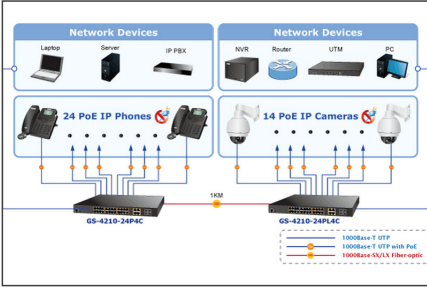 Network Devices
Laptop
Server
IP PBX
Network Devices
NVR
Router
UTM
PC
24 PoE IP Phones
14 PoE IP Cameras
1KM
GS-4210-24P4C
GS-4210-24PL4C
1000Base-T UTP
1000Base-T UTP with PoE
1000Base-SX/LX Fiber-optic